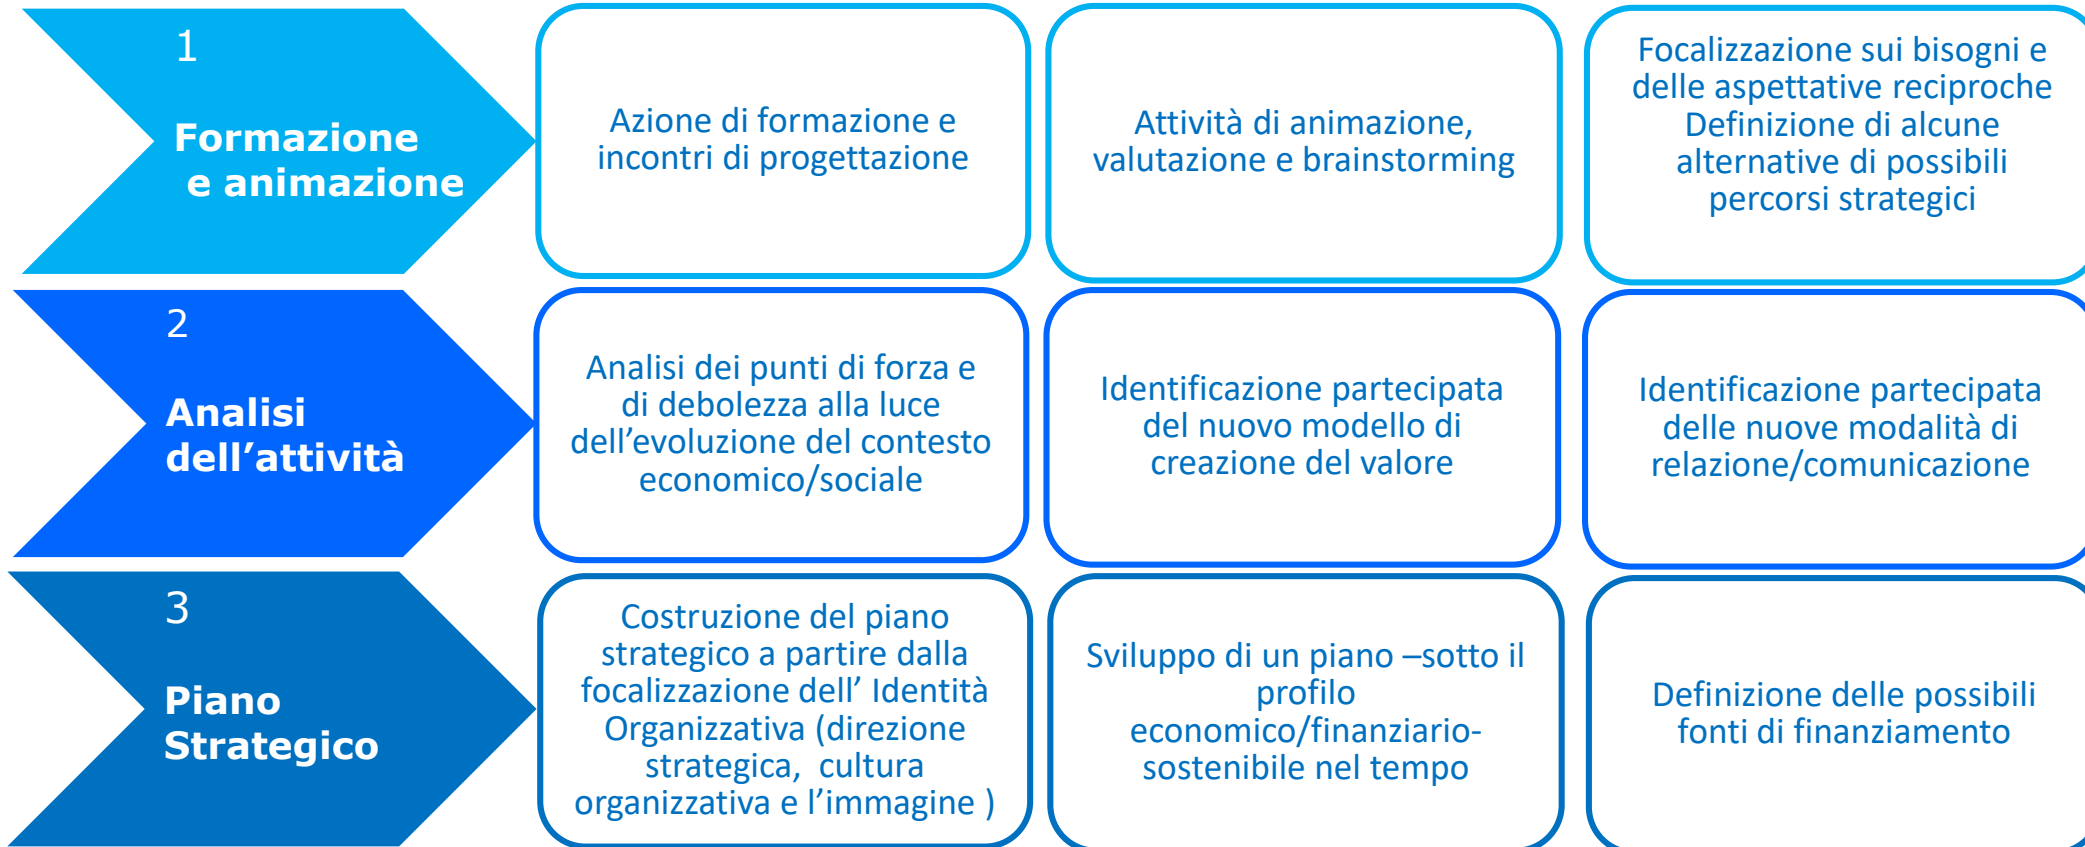 1
Formazione
e animazione
Azione di formazione e
incontri di progettazione
Attività di animazione,
valutazione e brainstorming
Focalizzazione sui bisogni e
delle aspettative reciproche
Definizione di alcune
alternative di possibili
percorsi strategici
2
Analisi
dell’attività
Analisi dei punti di forza e
di debolezza alla luce
dell’evoluzione del contesto
economico/sociale
Identificazione partecipata
del nuovo modello di
creazione del valore
Identificazione partecipata
delle nuove modalità di
relazione/comunicazione
3
Piano
Strategico
Costruzione del piano
strategico a partire dalla
focalizzazione dell’ Identità
Organizzativa (direzione
strategica,  cultura
organizzativa e l’immagine )
Sviluppo di un piano –sotto il
profilo
economico/finanziario-
sostenibile nel tempo
Definizione delle possibili
fonti di finanziamento